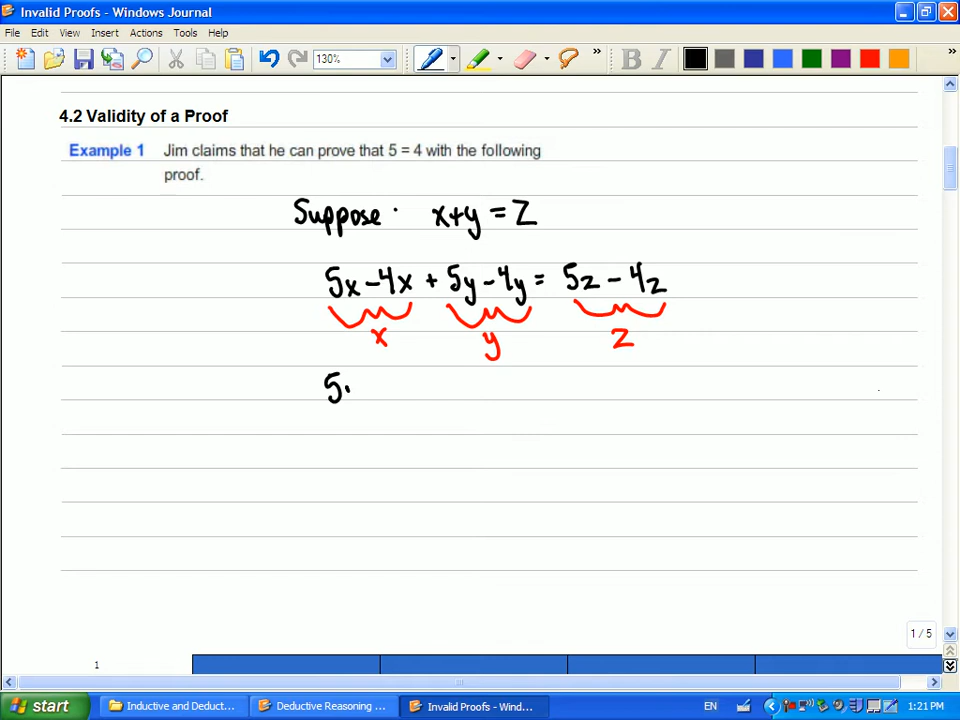 Invalid Proofs - Windows Journal
File Edit View Insert Actions Tools Help
130%
4.2 Validity of a Proof
Example 1 Jim claims that he can prove that 5 = 4 with the following
proof.
Suppose · x+y = z
5x - 4x + 5y - 4y = 5z - 4z
x y z
5
1 / 5
1
start Inductive and Deduct... Deductive Reasoning ... Invalid Proofs - Wind... EN 1:21 PM